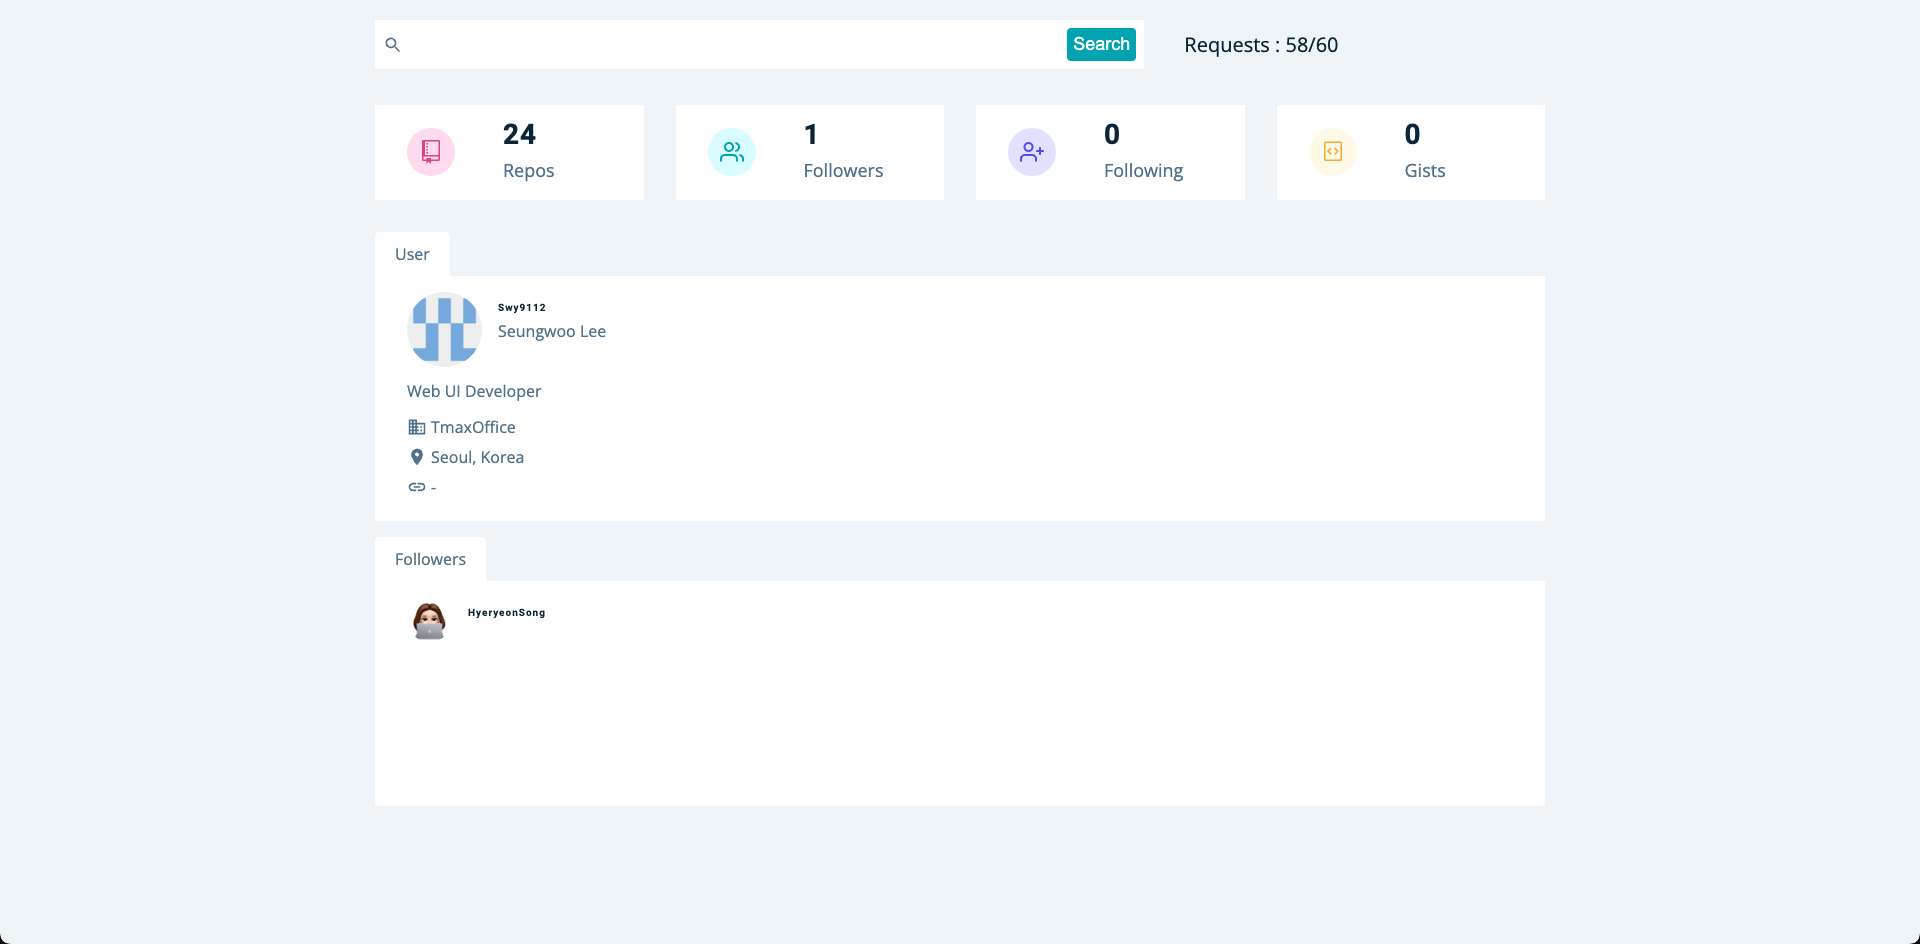 Search
Requests : 58/60
24
Repos
1
Followers
0
Following
0
Gists
User
Swy9112
Seungwoo Lee
Web UI Developer
TmaxOffice
Seoul, Korea
-
Followers
HyeryeonSong